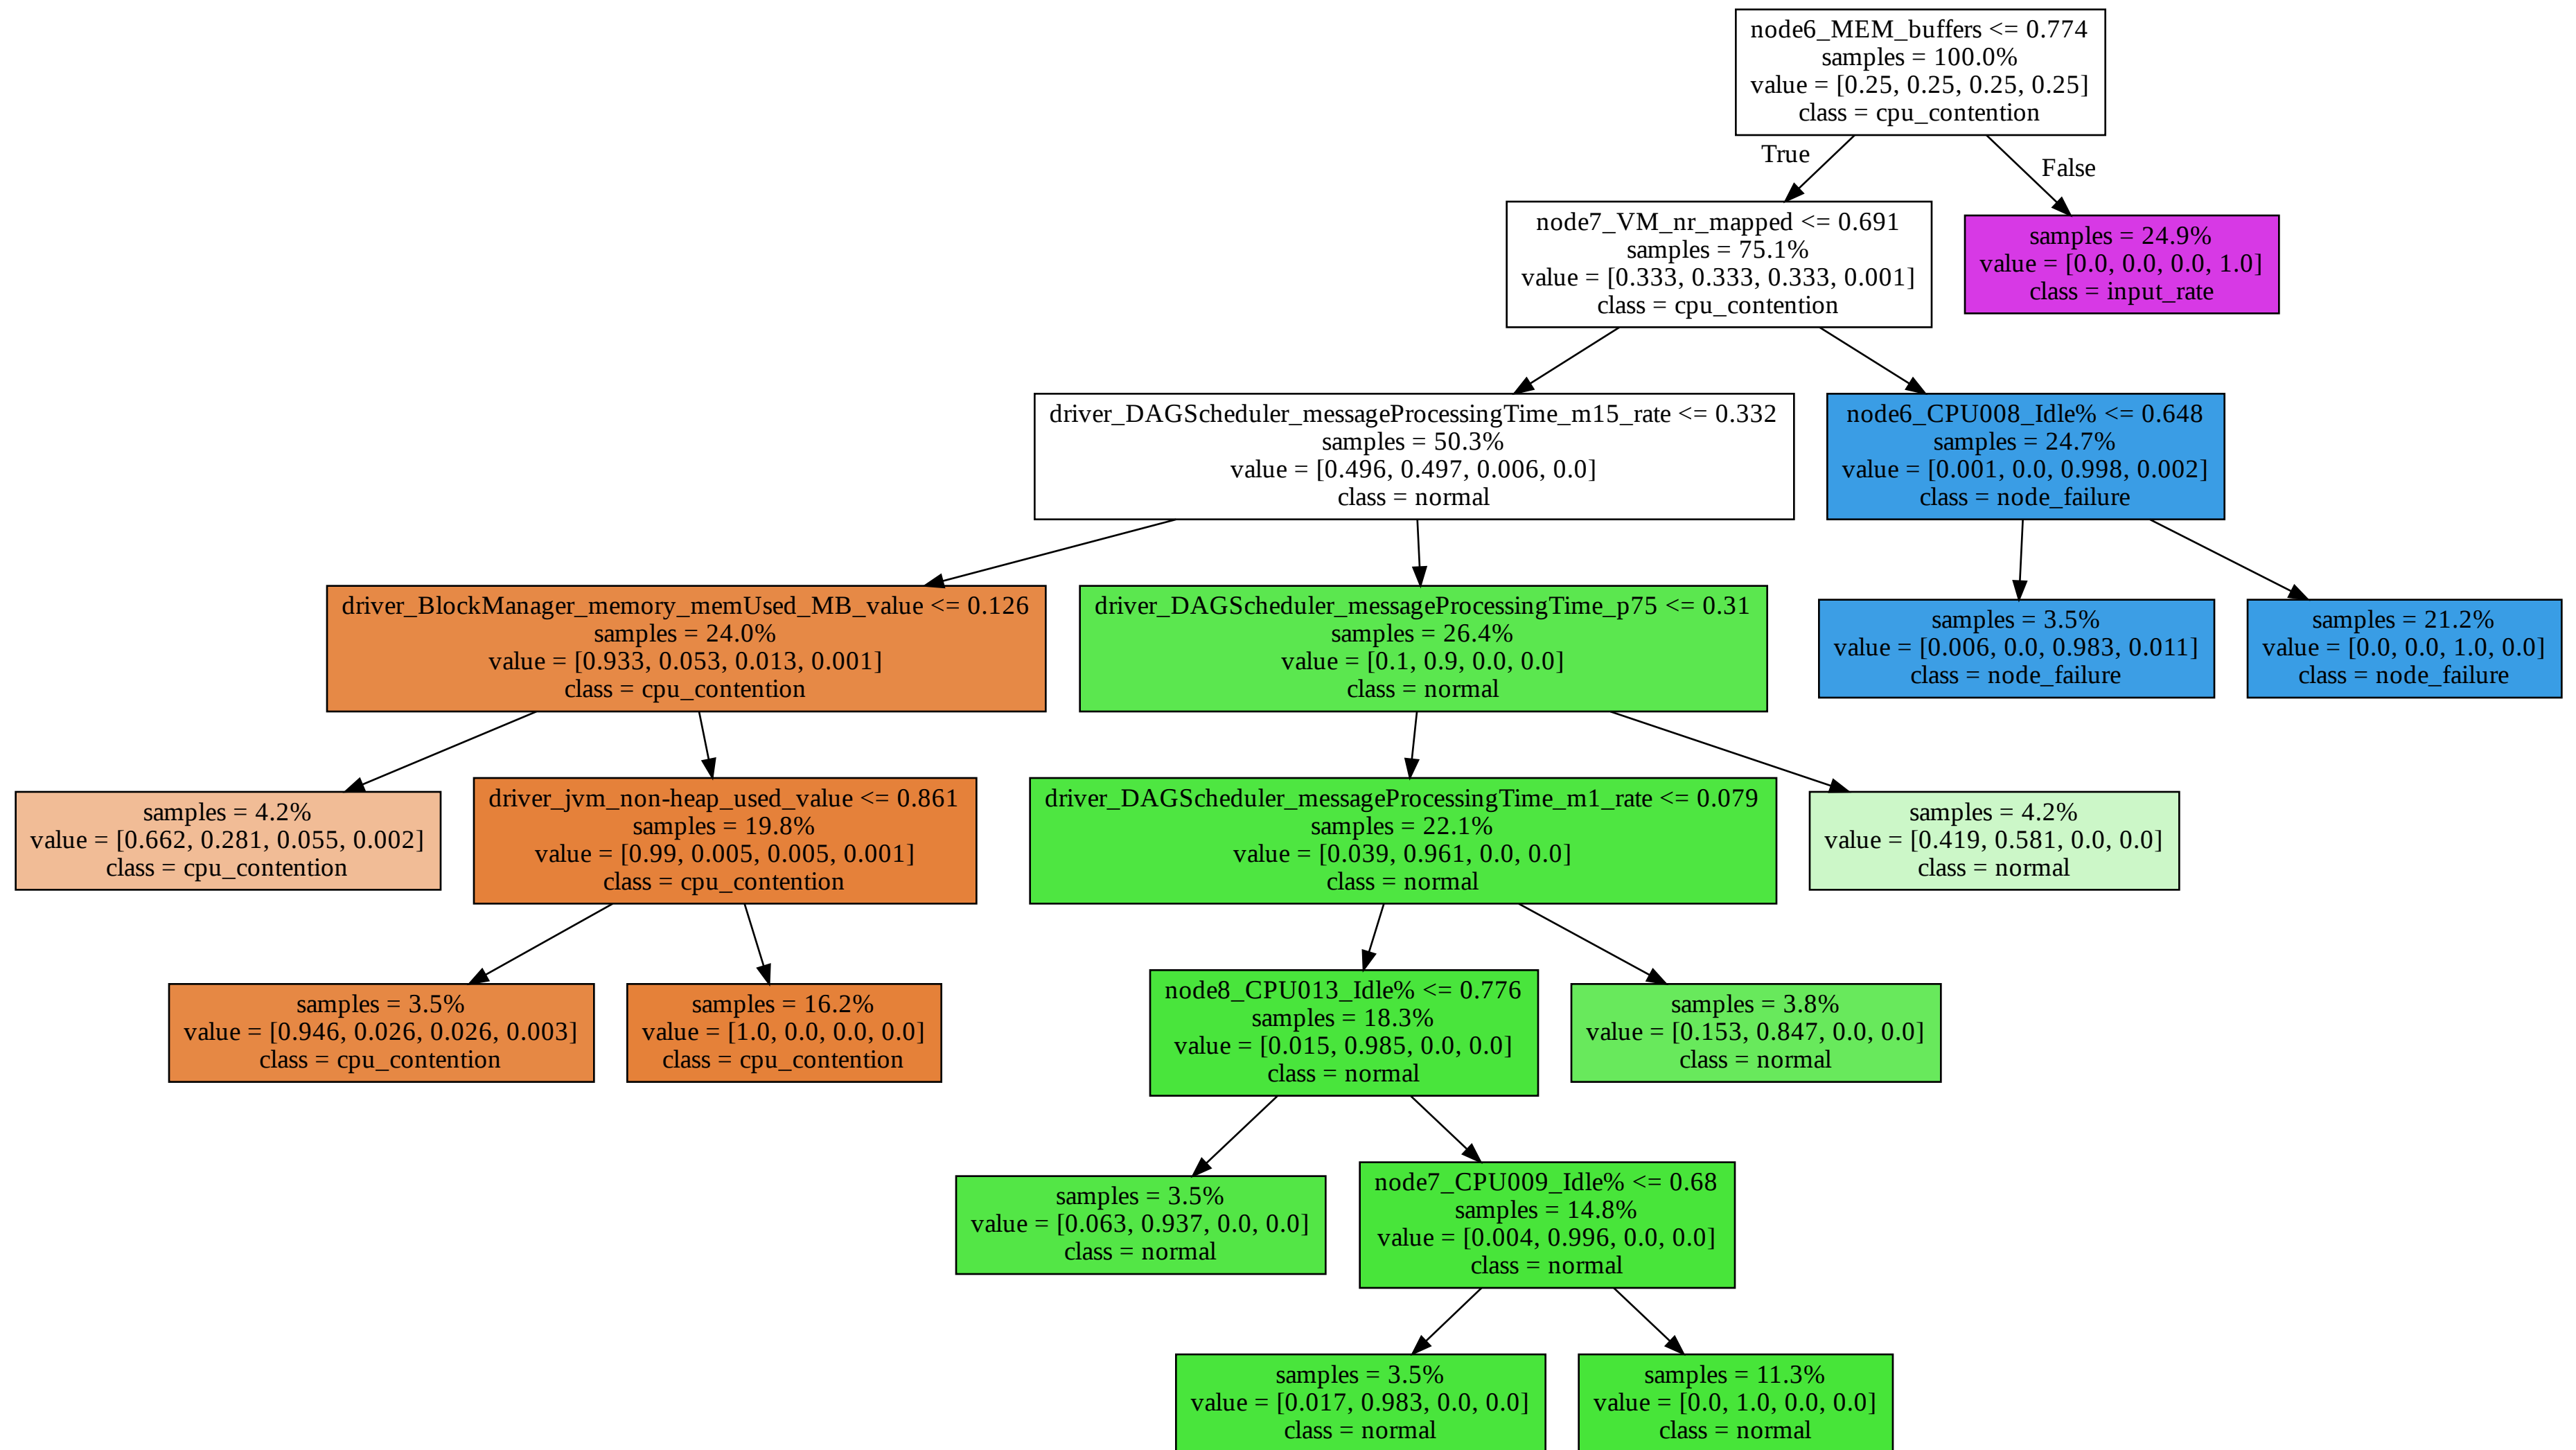 node6_MEM_buffers <= 0.774
samples = 100.0%
value = [0.25, 0.25, 0.25, 0.25]
class = cpu_contention
True
False
node7_VM_nr_mapped <= 0.691
samples = 75.1%
value = [0.333, 0.333, 0.333, 0.001]
class = cpu_contention
samples = 24.9%
value = [0.0, 0.0, 0.0, 1.0]
class = input_rate
driver_DAGScheduler_messageProcessingTime_m15_rate <= 0.332
samples = 50.3%
value = [0.496, 0.497, 0.006, 0.0]
class = normal
node6_CPU008_Idle% <= 0.648
samples = 24.7%
value = [0.001, 0.0, 0.998, 0.002]
class = node_failure
driver_BlockManager_memory_memUsed_MB_value <= 0.126
samples = 24.0%
value = [0.933, 0.053, 0.013, 0.001]
class = cpu_contention
driver_DAGScheduler_messageProcessingTime_p75 <= 0.31
samples = 26.4%
value = [0.1, 0.9, 0.0, 0.0]
class = normal
samples = 3.5%
value = [0.006, 0.0, 0.983, 0.011]
class = node_failure
samples = 21.2%
value = [0.0, 0.0, 1.0, 0.0]
class = node_failure
samples = 4.2%
value = [0.662, 0.281, 0.055, 0.002]
class = cpu_contention
driver_jvm_non-heap_used_value <= 0.861
samples = 19.8%
value = [0.99, 0.005, 0.005, 0.001]
class = cpu_contention
driver_DAGScheduler_messageProcessingTime_m1_rate <= 0.079
samples = 22.1%
value = [0.039, 0.961, 0.0, 0.0]
class = normal
samples = 4.2%
value = [0.419, 0.581, 0.0, 0.0]
class = normal
samples = 3.5%
value = [0.946, 0.026, 0.026, 0.003]
class = cpu_contention
samples = 16.2%
value = [1.0, 0.0, 0.0, 0.0]
class = cpu_contention
node8_CPU013_Idle% <= 0.776
samples = 18.3%
value = [0.015, 0.985, 0.0, 0.0]
class = normal
samples = 3.8%
value = [0.153, 0.847, 0.0, 0.0]
class = normal
samples = 3.5%
value = [0.063, 0.937, 0.0, 0.0]
class = normal
node7_CPU009_Idle% <= 0.68
samples = 14.8%
value = [0.004, 0.996, 0.0, 0.0]
class = normal
samples = 3.5%
value = [0.017, 0.983, 0.0, 0.0]
class = normal
samples = 11.3%
value = [0.0, 1.0, 0.0, 0.0]
class = normal